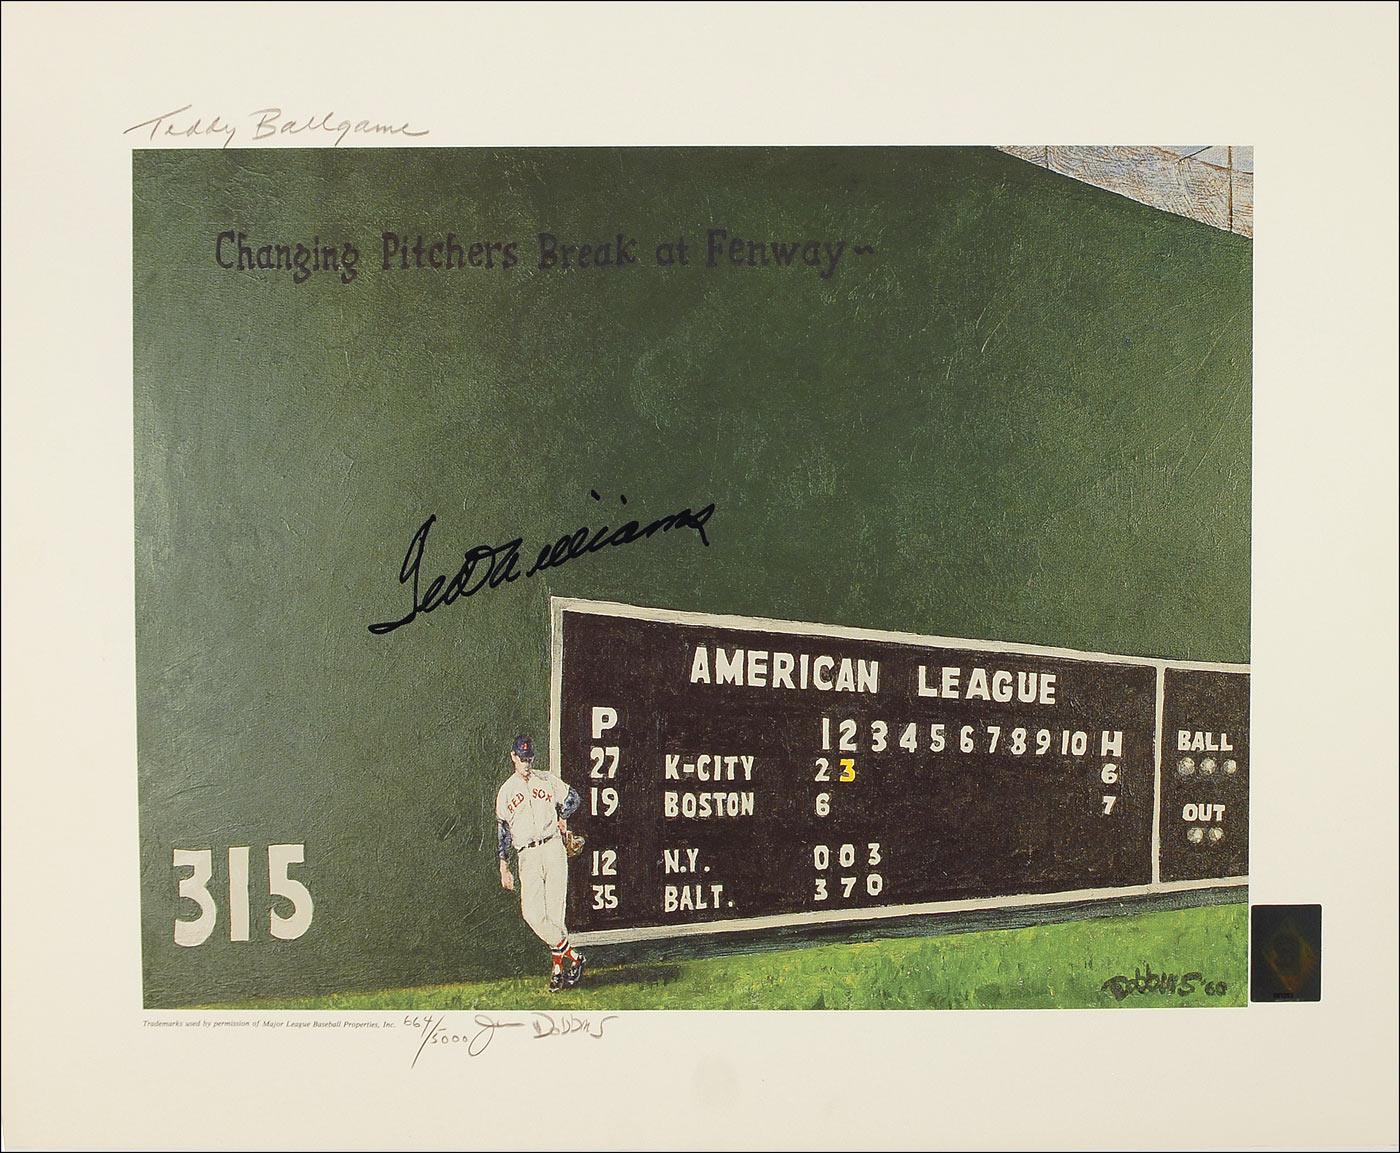 Teddy Ballgame
Changing Pitchers Break at Fenway~
Ted Williams
AMERICAN LEAGUE
P 1 2 3 4 5 6 7 8 9 10 H
27 K-CITY 2 3 6
19 BOSTON 6 7
12 N.Y. 0 0 3
35 BALT. 3 7 0
BALL
OUT
RED SOX
315
Dobbins '60
Trademarks used by permission of Major League Baseball Properties, Inc.
664/5000 Jim Dobbins